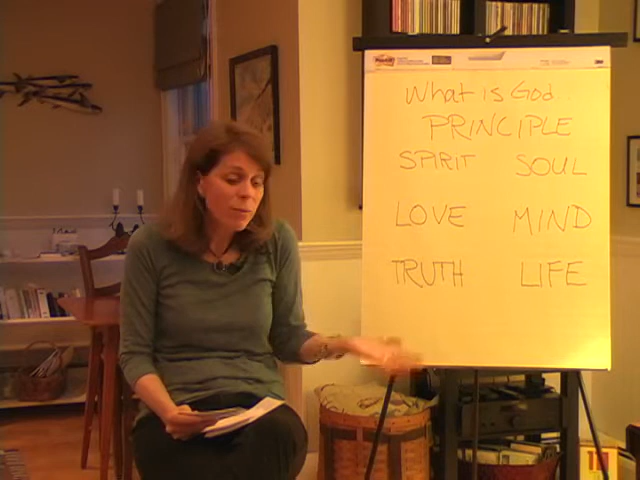 What is God
PRINCIPLE
SPIRIT SOUL
LOVE MIND
TRUTH LIFE